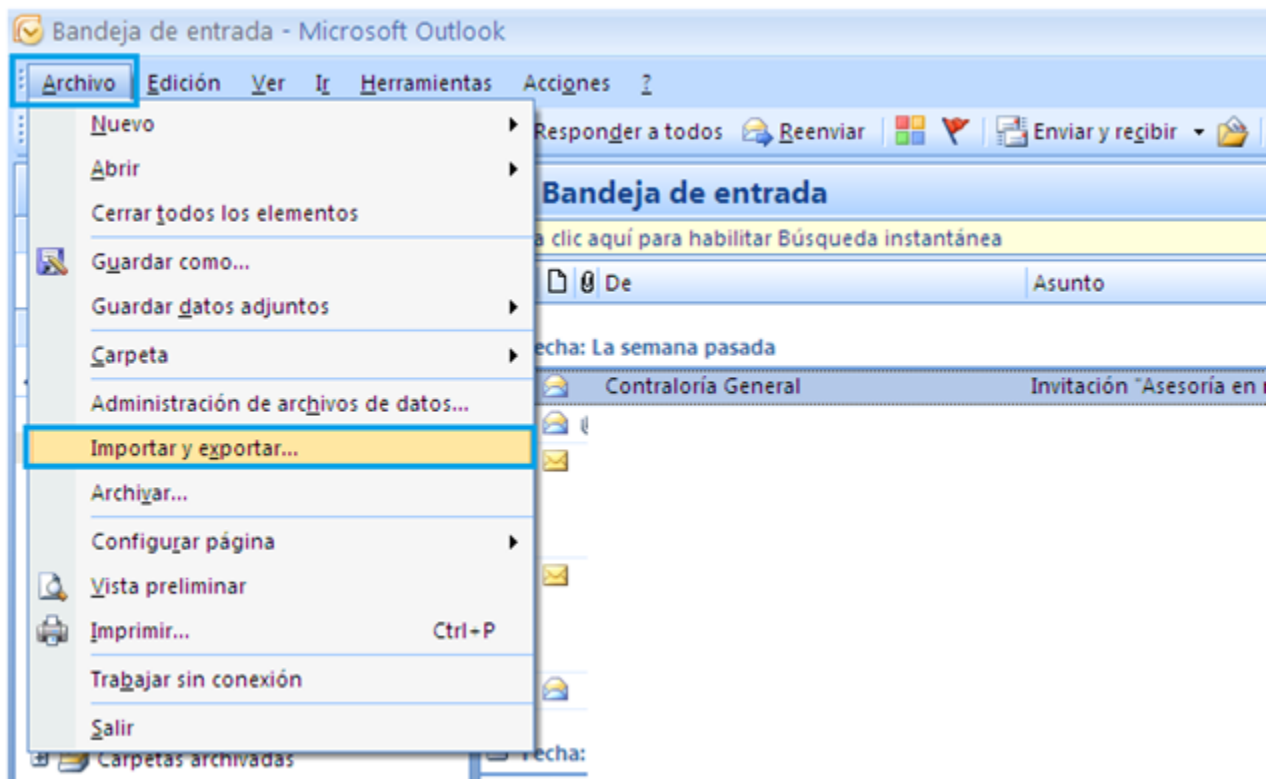 Bandeja de entrada - Microsoft Outlook
Archivo Edición Ver Ir Herramientas Acciones ?
Nuevo
Abrir
Cerrar todos los elementos
Guardar como...
Guardar datos adjuntos
Carpeta
Administración de archivos de datos...
Importar y exportar...
Archivar...
Configurar página
Vista preliminar
Imprimir... Ctrl+P
Trabajar sin conexión
Salir
Carpetas archivadas
Responder a todos Reenviar Enviar y recibir
Bandeja de entrada
clic aquí para habilitar Búsqueda instantánea
De Asunto
echa: La semana pasada
Contraloría General Invitación "Asesoría en
echa: